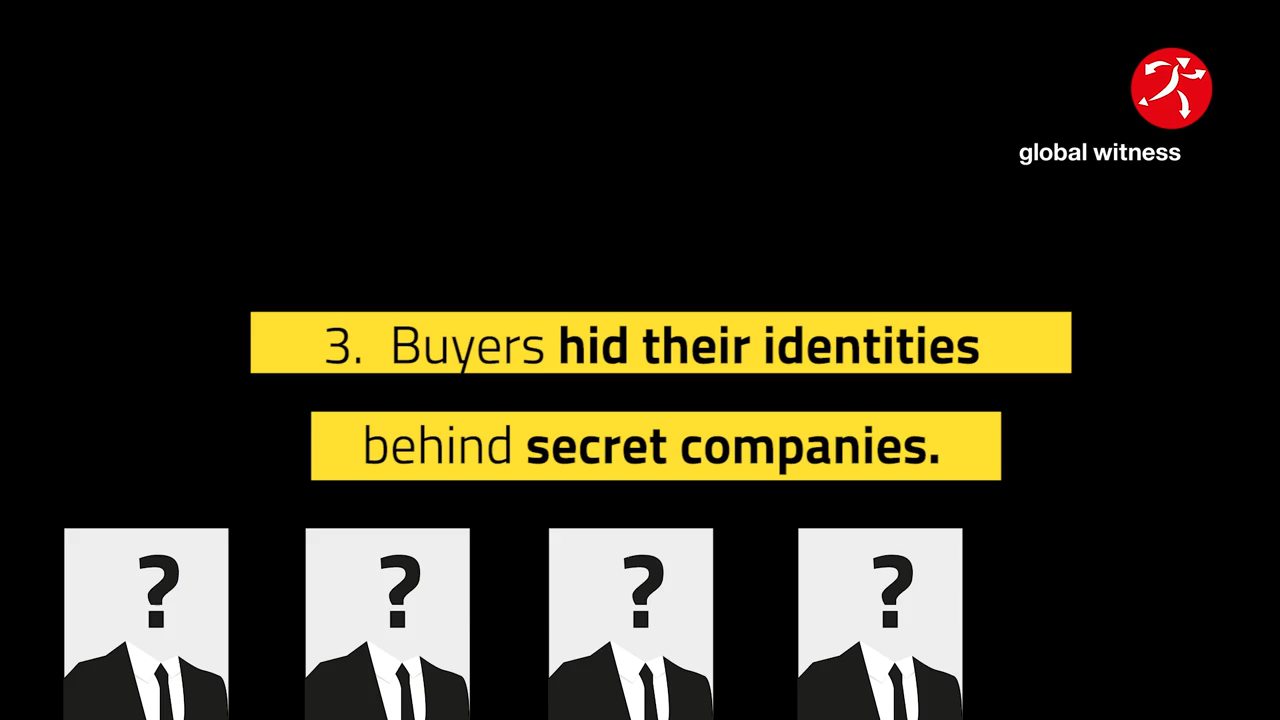 global witness
3. Buyers hid their identities
behind secret companies.
? ? ? ?